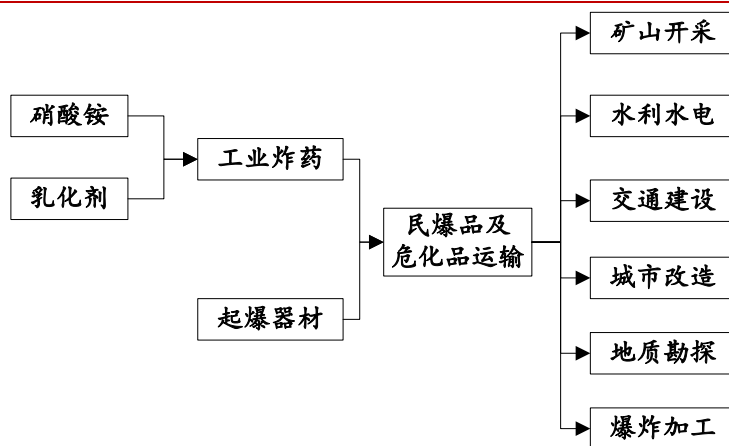 矿山开采
硝酸铵
水利水电
工业炸药
乳化剂
交通建设
民爆品及
危化品运输
城市改造
起爆器材
地质勘探
爆炸加工